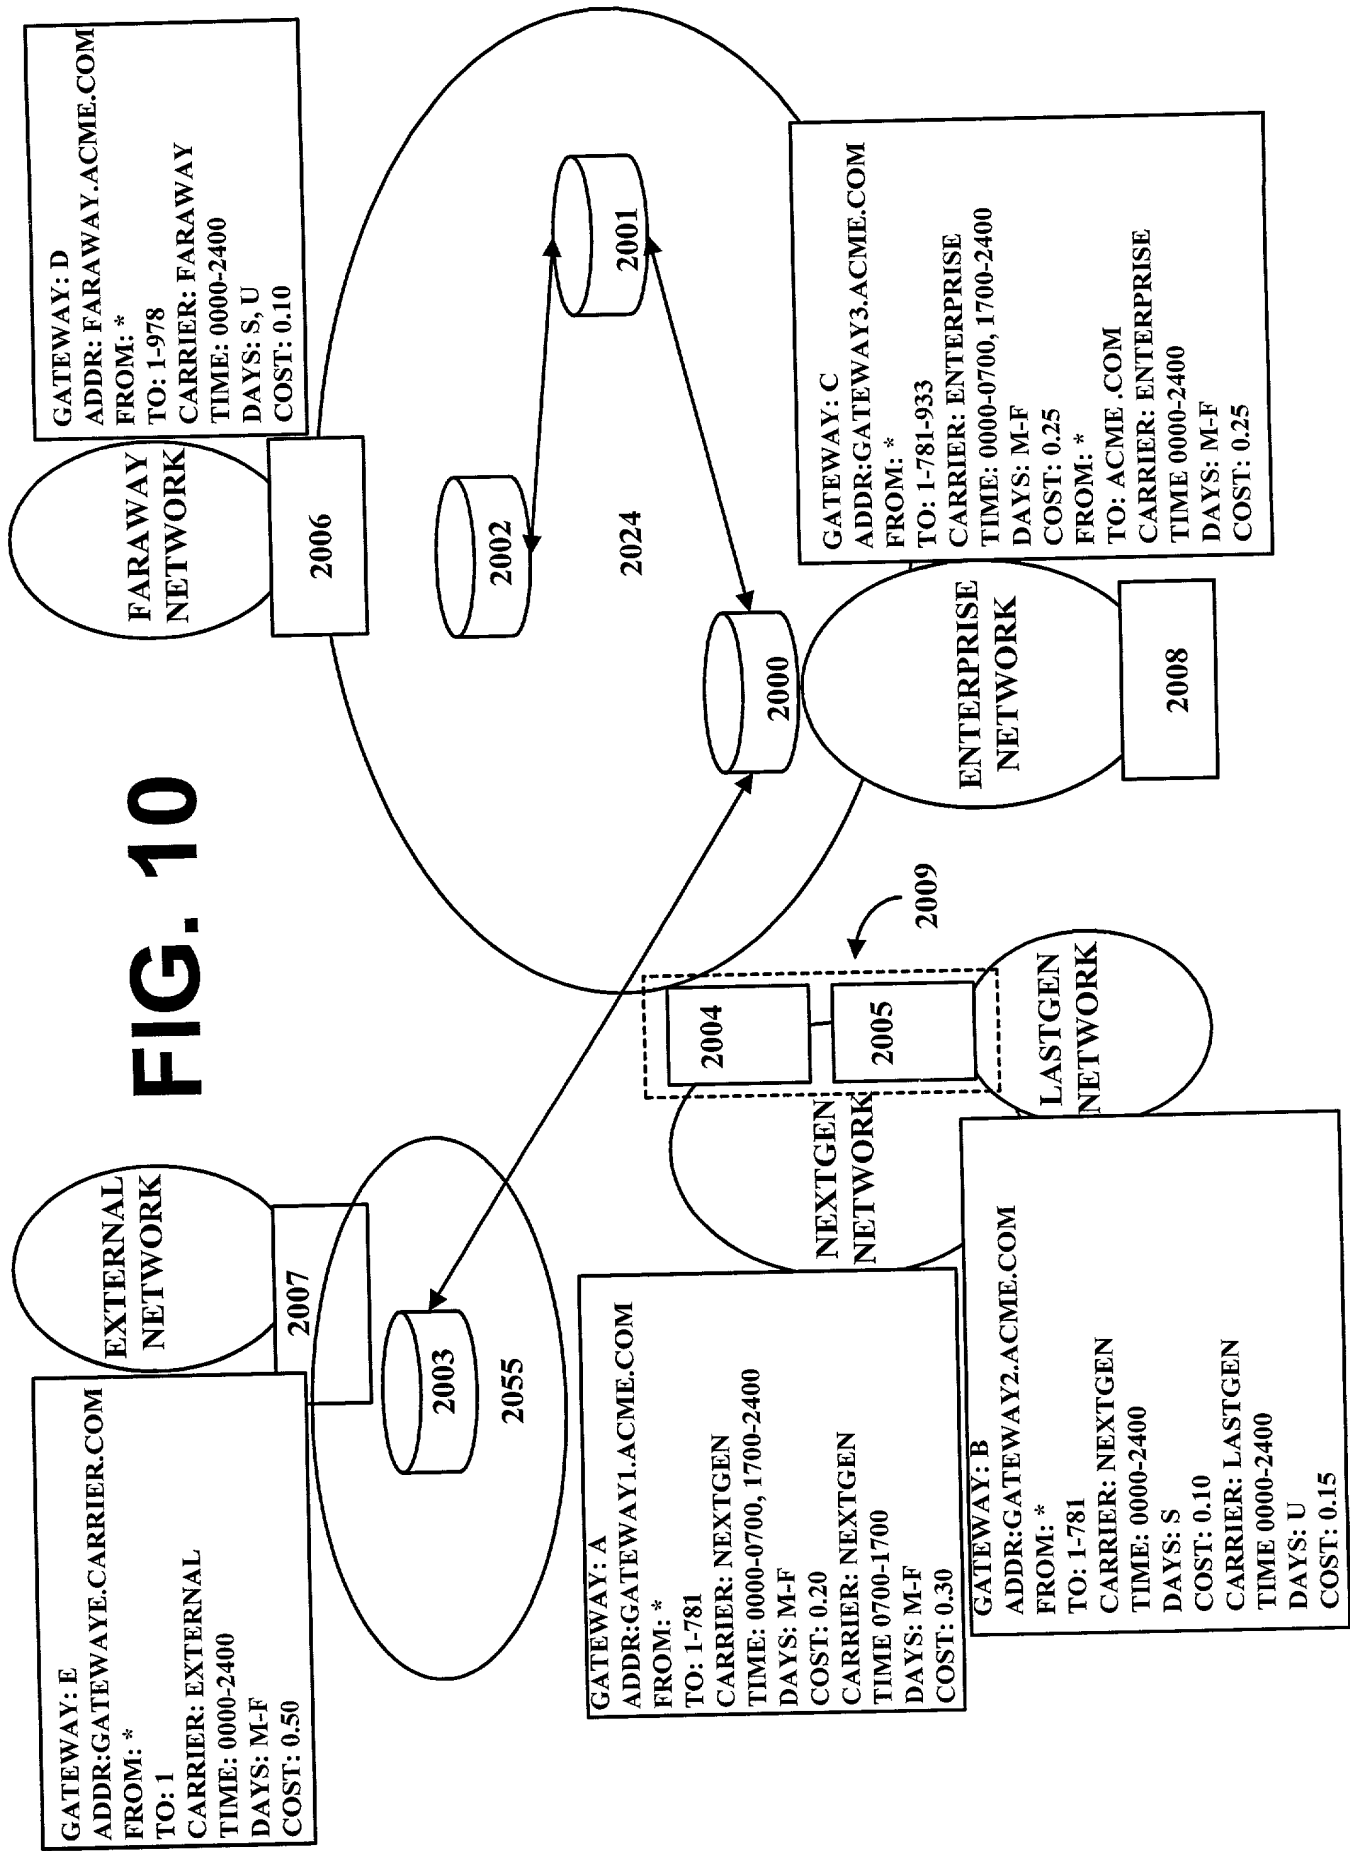 FIG. 10
GATEWAY: E
ADDR:GATEWAYE.CARRIER.COM
FROM: *
TO: 1
CARRIER: EXTERNAL
TIME: 0000-2400
DAYS: M-F
COST: 0.50
EXTERNAL
NETWORK
2007
2003
2055
FARAWAY
NETWORK
2006
GATEWAY: D
ADDR: FARAWAY.ACME.COM
FROM: *
TO: 1-978
CARRIER: FARAWAY
TIME: 0000-2400
DAYS: S, U
COST: 0.10
2002
2001
2024
2000
GATEWAY: A
ADDR:GATEWAY1.ACME.COM
FROM: *
TO: 1-781
CARRIER: NEXTGEN
TIME: 0000-0700, 1700-2400
DAYS: M-F
COST: 0.20
CARRIER: NEXTGEN
TIME 0700-1700
DAYS: M-F
COST: 0.30
NEXTGEN
NETWORK
2004
2005
2009
GATEWAY: B
ADDR:GATEWAY2.ACME.COM
FROM: *
TO: 1-781
CARRIER: NEXTGEN
TIME: 0000-2400
DAYS: S
COST: 0.10
CARRIER: LASTGEN
TIME 0000-2400
DAYS: U
COST: 0.15
LASTGEN
NETWORK
ENTERPRISE
NETWORK
2008
GATEWAY: C
ADDR:GATEWAY3.ACME.COM
FROM: *
TO: 1-781-933
CARRIER: ENTERPRISE
TIME: 0000-0700, 1700-2400
DAYS: M-F
COST: 0.25
FROM: *
TO: ACME .COM
CARRIER: ENTERPRISE
TIME 0000-2400
DAYS: M-F
COST: 0.25